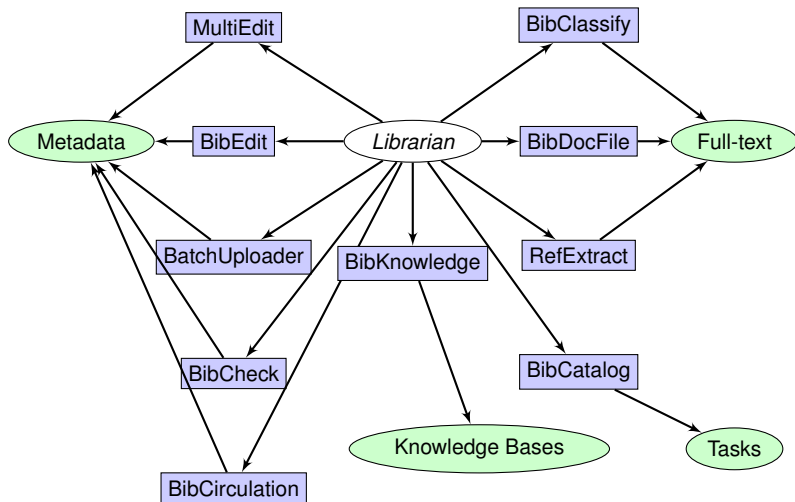 MultiEdit
BibClassify
Metadata
BibEdit
Librarian
BibDocFile
Full-text
BatchUploader
BibKnowledge
RefExtract
BibCheck
BibCatalog
Knowledge Bases
Tasks
BibCirculation